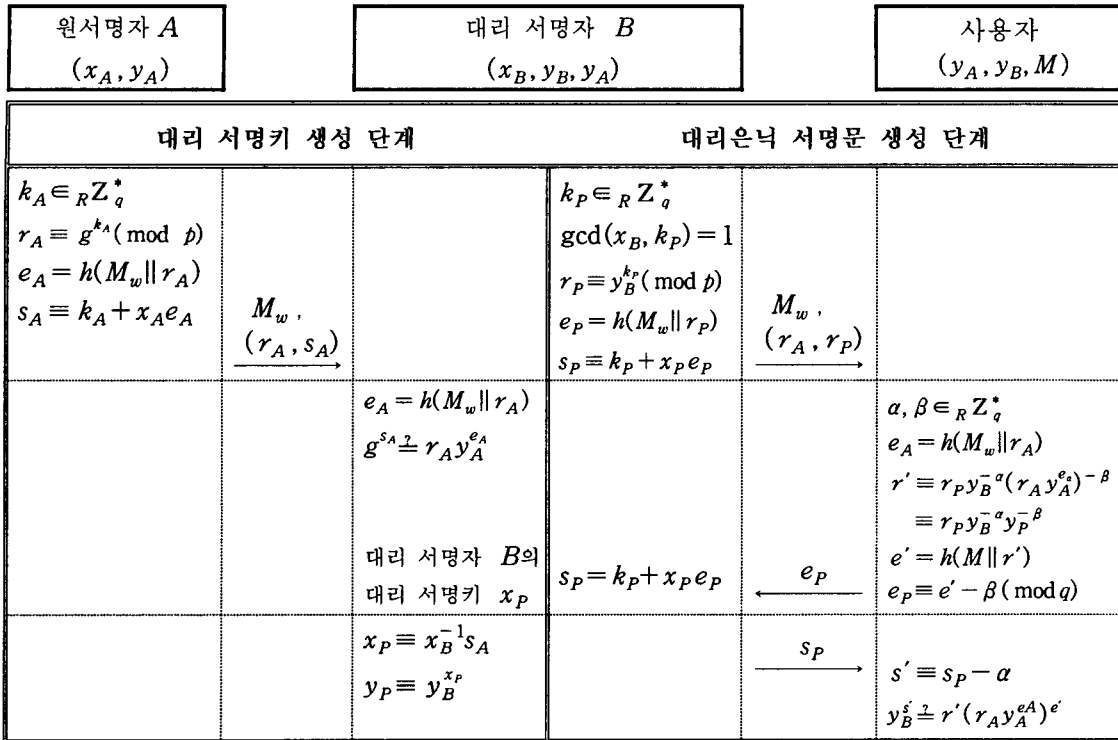 원서명자 A
(x_A, y_A)
대리 서명자 B
(x_B, y_B, y_A)
사용자
(y_A, y_B, M)
대리 서명키 생성 단계
대리은닉 서명문 생성 단계
k_A ∈_R Z_q^*
r_A ≡ g^{k_A} (mod p)
e_A = h(M_w || r_A)
s_A ≡ k_A + x_A e_A
M_w ,
(r_A, s_A)
e_A = h(M_w || r_A)
g^{s_A} ≟ r_A y_A^{e_A}
대리 서명자 B의
대리 서명키 x_P
x_P ≡ x_B^{-1} s_A
y_P ≡ y_B^{x_P}
k_P ∈_R Z_q^*
gcd(x_B, k_P) = 1
r_P ≡ y_B^{k_P} (mod p)
e_P = h(M_w || r_P)
s_P ≡ k_P + x_P e_P
M_w ,
(r_A, r_P)
α, β ∈_R Z_q^*
e_A = h(M_w || r_A)
r' ≡ r_P y_B^{-α} (r_A y_A^{e_a})^{-β}
≡ r_P y_B^{-α} y_P^{-β}
e' = h(M || r')
e_P ≡ e' - β (mod q)
e_P
s_P = k_P + x_P e_P
s_P
s' ≡ s_P - α
y_B^{s'} ≟ r' (r_A y_A^{eA})^{e'}